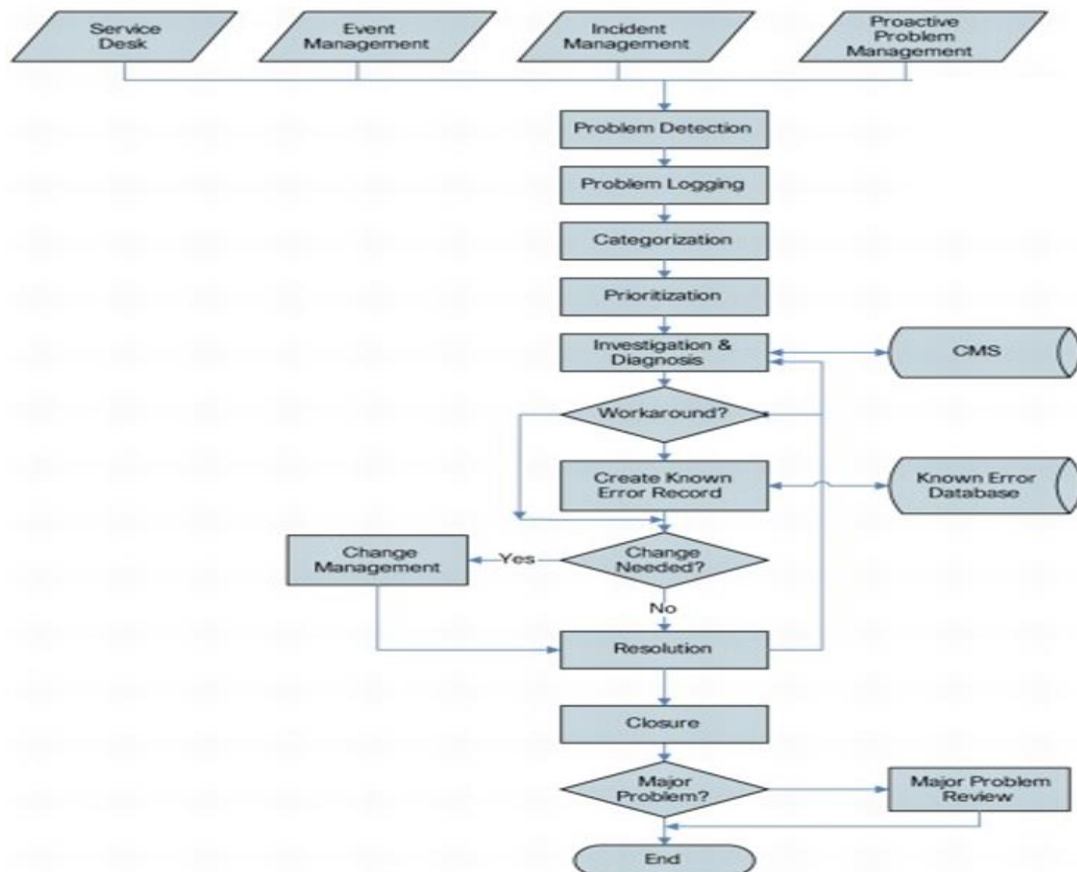 Service
Desk
Event
Management
Incident
Management
Proactive
Problem
Management
Problem Detection
Problem Logging
Categorization
Prioritization
Investigation &
Diagnosis
CMS
Workaround?
Create Known
Error Record
Known Error
Database
Change
Management
Yes
Change
Needed?
No
Resolution
Closure
Major
Problem?
Major Problem
Review
End